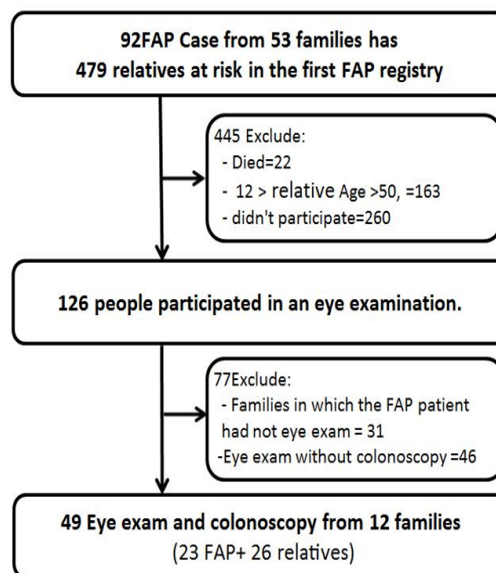 92FAP Case from 53 families has
479 relatives at risk in the first FAP registry
445 Exclude:
- Died=22
- 12 > relative Age >50, =163
- didn't participate=260
126 people participated in an eye examination.
77Exclude:
- Families in which the FAP patient
had not eye exam = 31
-Eye exam without colonoscopy =46
49 Eye exam and colonoscopy from 12 families
(23 FAP+ 26 relatives)